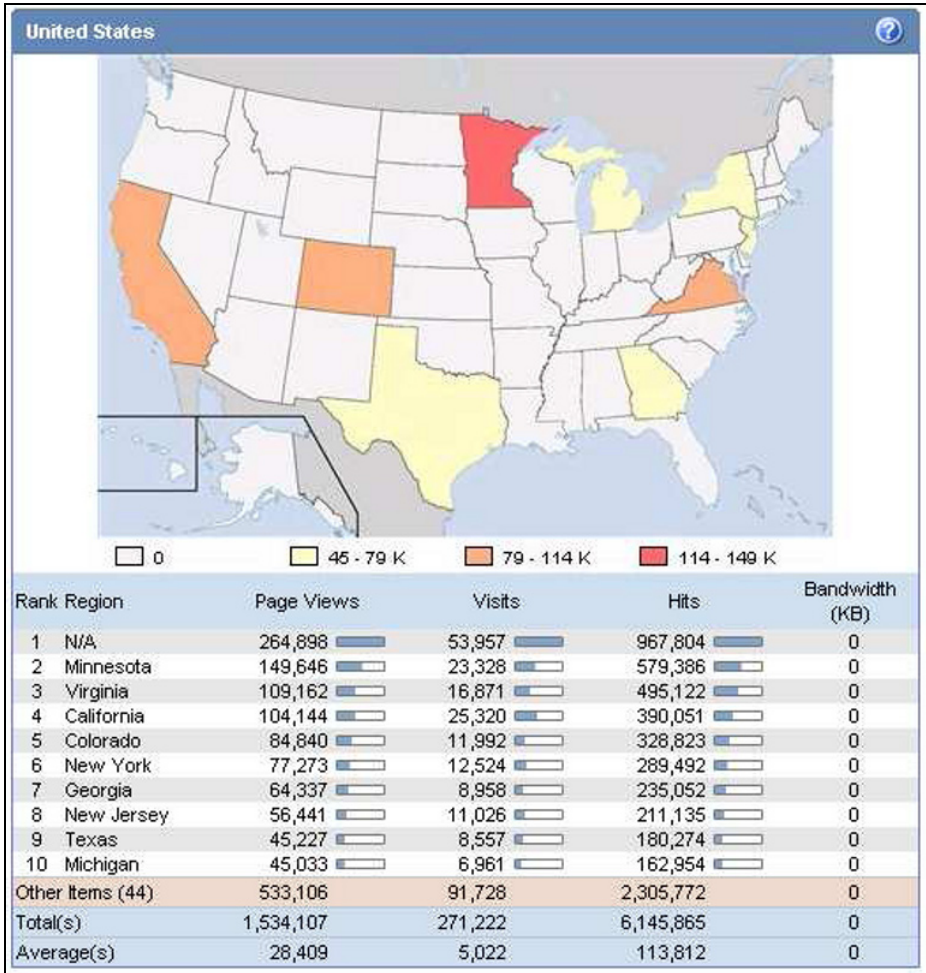 United States ?
0 45 - 79 K 79 - 114 K 114 - 149 K
Rank Region Page Views Visits Hits Bandwidth (KB)
1 N/A 264,898 53,957 967,804 0
2 Minnesota 149,646 23,328 579,386 0
3 Virginia 109,162 16,871 495,122 0
4 California 104,144 25,320 390,051 0
5 Colorado 84,840 11,992 328,823 0
6 New York 77,273 12,524 289,492 0
7 Georgia 64,337 8,958 235,052 0
8 New Jersey 56,441 11,026 211,135 0
9 Texas 45,227 8,557 180,274 0
10 Michigan 45,033 6,961 162,954 0
Other Items (44) 533,106 91,728 2,305,772 0
Total(s) 1,534,107 271,222 6,145,865 0
Average(s) 28,409 5,022 113,812 0